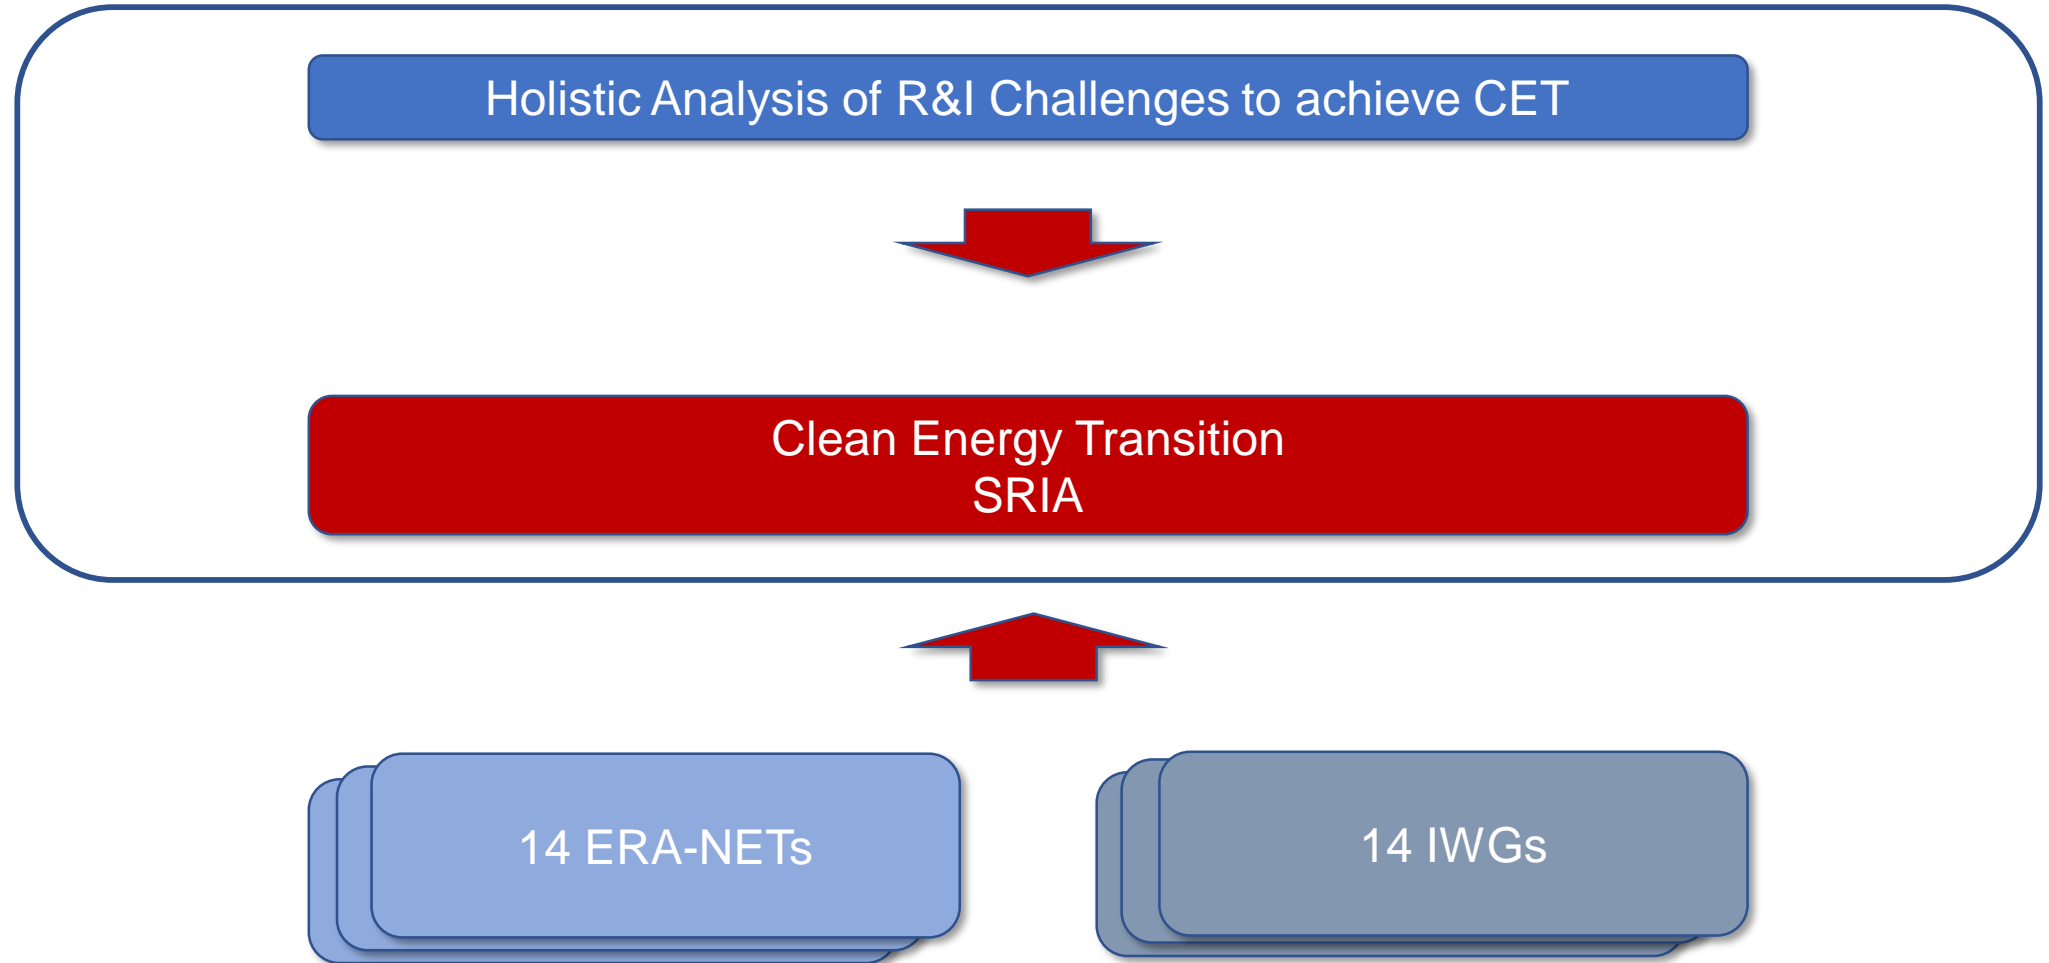 Holistic Analysis of R&I Challenges to achieve CET
Clean Energy Transition
SRIA
14 ERA-NETs
14 IWGs